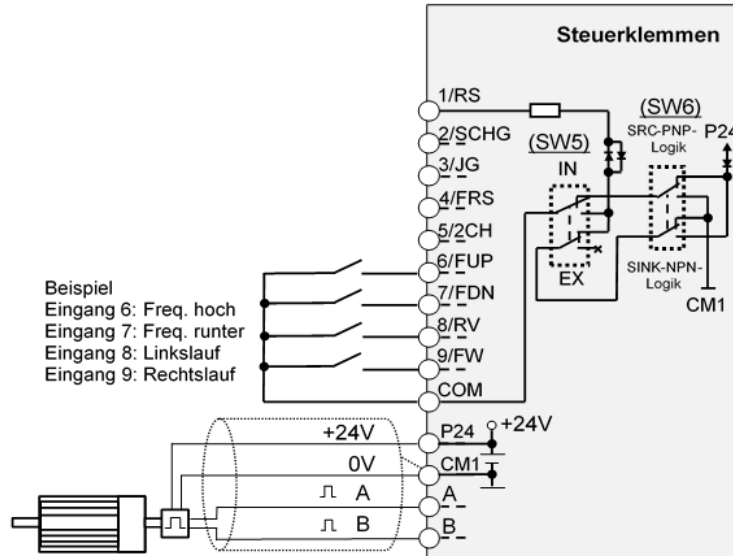 Steuerklemmen
1/RS
2/SCHG
3/JG
4/FRS
5/2CH
6/FUP
7/FDN
8/RV
9/FW
COM
P24
CM1
A
B
(SW5)
IN
EX
(SW6)
SRC-PNP-
Logik
P24
SINK-NPN-
Logik
CM1
+24V
Beispiel
Eingang 6: Freq. hoch
Eingang 7: Freq. runter
Eingang 8: Linkslauf
Eingang 9: Rechtslauf
+24V
0V
A
B